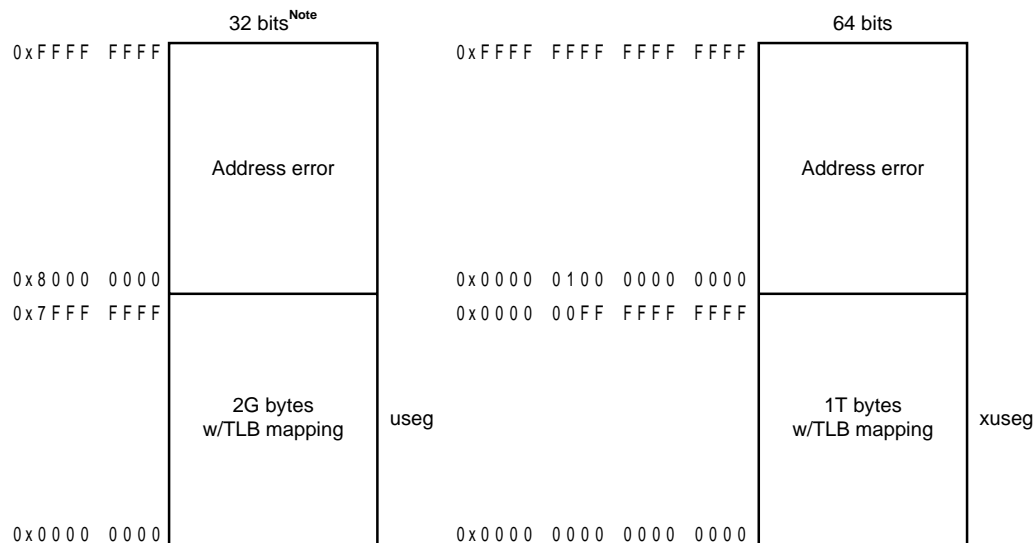 32 bitsNote
0xFFFF FFFF
Address error
0x8000 0000
0x7FFF FFFF
2G bytes
w/TLB mapping
useg
0x0000 0000
64 bits
0xFFFF FFFF FFFF FFFF
Address error
0x0000 0100 0000 0000
0x0000 00FF FFFF FFFF
1T bytes
w/TLB mapping
xuseg
0x0000 0000 0000 0000